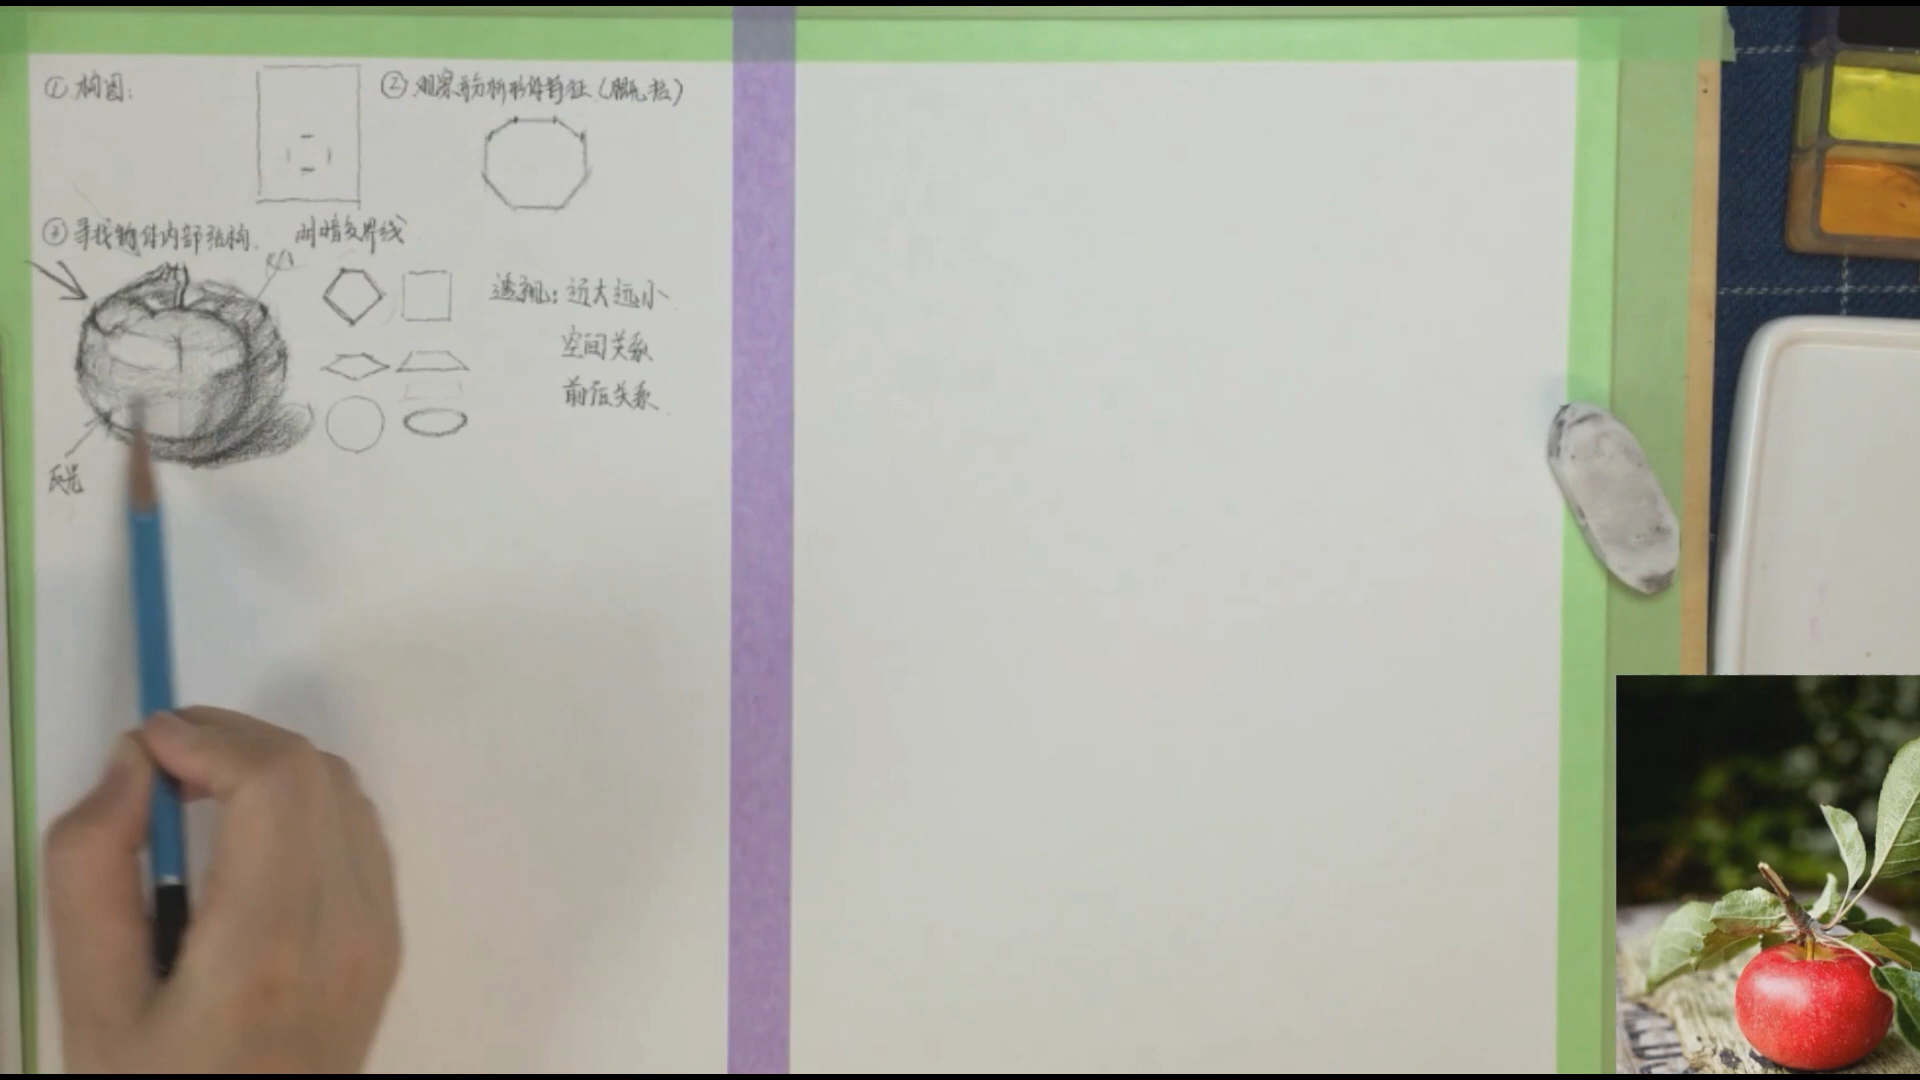 ①构图:
②观察并分析形体特征(概括)
③寻找物体内部结构.
明暗交界线
透视:近大远小
空间关系
前后关系.
反光